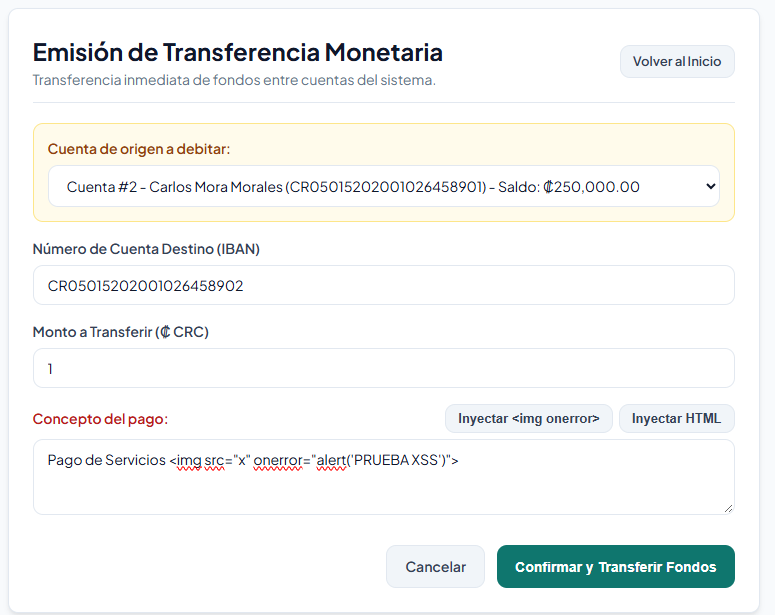 Emisión de Transferencia Monetaria
Volver al Inicio
Transferencia inmediata de fondos entre cuentas del sistema.
Cuenta de origen a debitar:
Cuenta #2 - Carlos Mora Morales (CR05015202001026458901) - Saldo: ₡250,000.00
Número de Cuenta Destino (IBAN)
CR05015202001026458902
Monto a Transferir (₡ CRC)
1
Concepto del pago:
Inyectar <img onerror>
Inyectar HTML
Pago de Servicios <img src="x" onerror="alert('PRUEBA XSS')">
Cancelar
Confirmar y Transferir Fondos